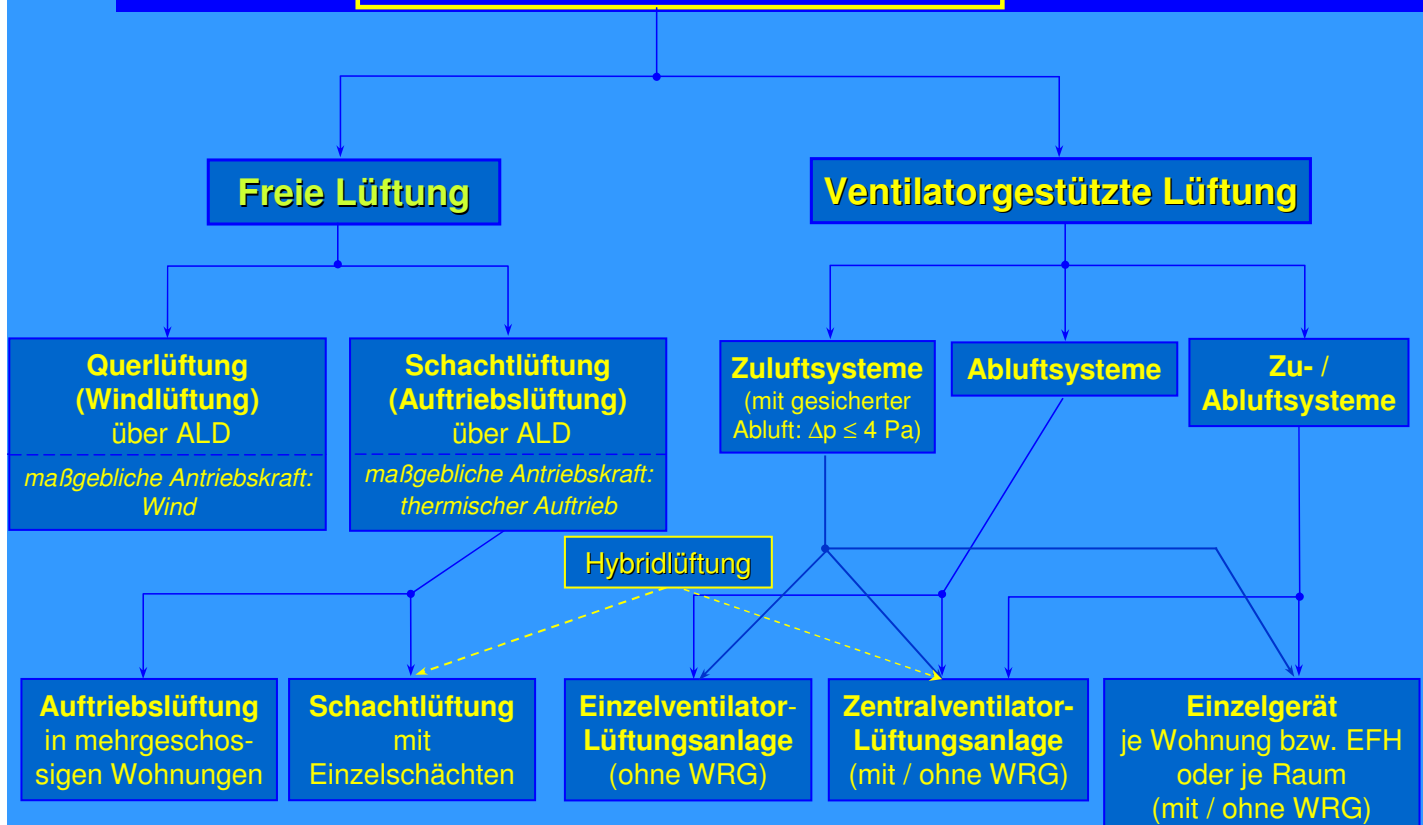 Freie Lüftung
Ventilatorgestützte Lüftung
Querlüftung
(Windlüftung)
über ALD
maßgebliche Antriebskraft:
Wind
Schachtlüftung
(Auftriebslüftung)
über ALD
maßgebliche Antriebskraft:
thermischer Auftrieb
Zuluftsysteme
(mit gesicherter
Abluft: Δp ≤ 4 Pa)
Abluftsysteme
Zu- /
Abluftsysteme
Hybridlüftung
Auftriebslüftung
in mehrgeschos-
sigen Wohnungen
Schachtlüftung
mit
Einzelschächten
Einzelventilator-
Lüftungsanlage
(ohne WRG)
Zentralventilator-
Lüftungsanlage
(mit / ohne WRG)
Einzelgerät
je Wohnung bzw. EFH
oder je Raum
(mit / ohne WRG)